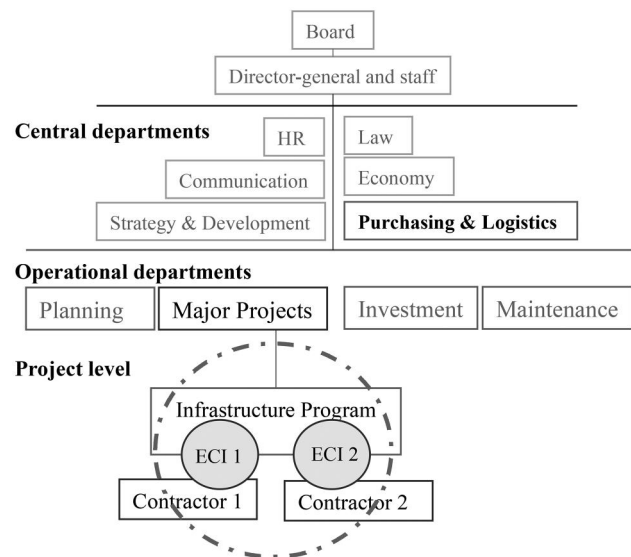 Board
Director-general and staff
Central departments
HR
Law
Communication
Economy
Strategy & Development
Purchasing & Logistics
Operational departments
Planning
Major Projects
Investment
Maintenance
Project level
Infrastructure Program
ECI 1
ECI 2
Contractor 1
Contractor 2